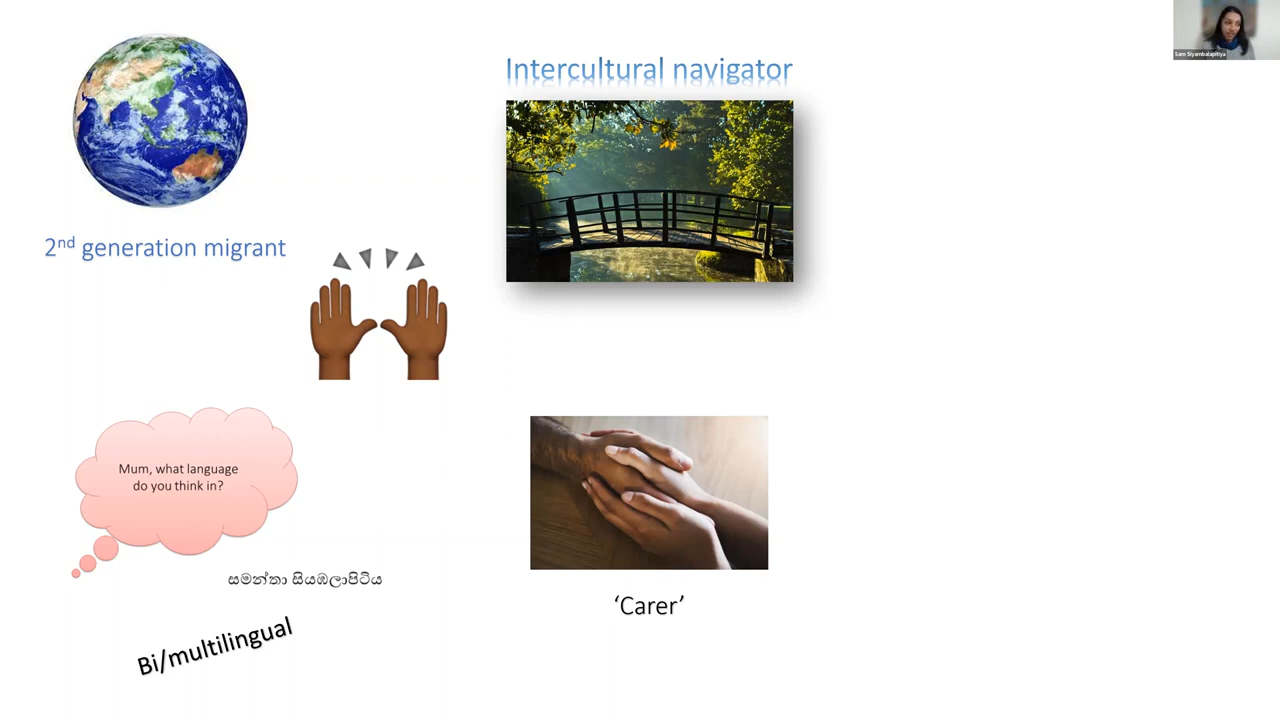 Sam Siyambalapitiya
Intercultural navigator
2nd generation migrant
Mum, what language
do you think in?
සමන්තා සියඹලාපිටිය
Bi/multilingual
‘Carer’